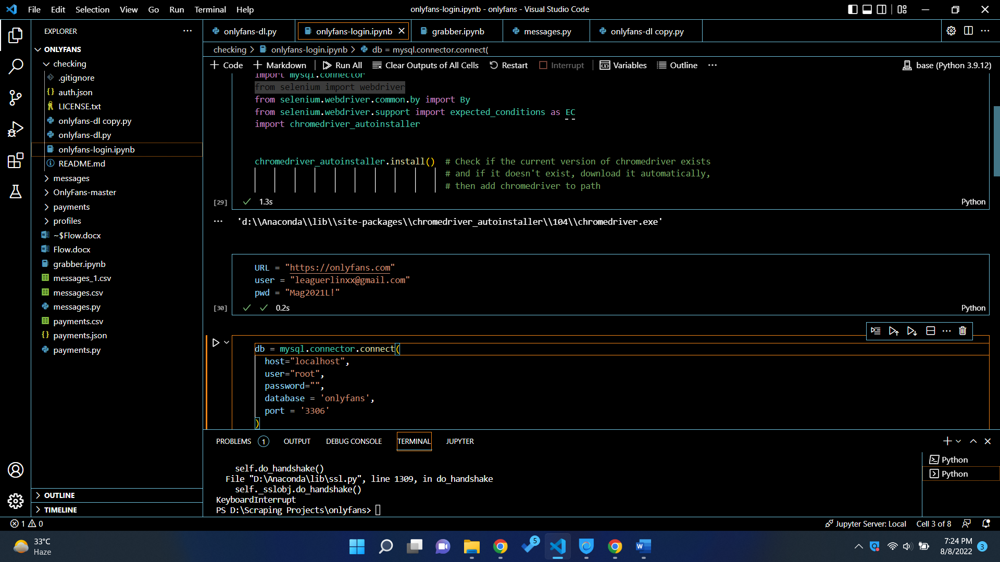 File Edit Selection View Go Run Terminal Help
onlyfans-login.ipynb - onlyfans - Visual Studio Code
EXPLORER
ONLYFANS
checking
.gitignore
auth.json
LICENSE.txt
onlyfans-dl copy.py
onlyfans-dl.py
onlyfans-login.ipynb
README.md
messages
OnlyFans-master
payments
profiles
~$Flow.docx
Flow.docx
grabber.ipynb
messages_1.csv
messages.csv
messages.py
payments.csv
payments.json
payments.py
OUTLINE
TIMELINE
onlyfans-dl.py onlyfans-login.ipynb grabber.ipynb messages.py onlyfans-dl copy.py
checking > onlyfans-login.ipynb > db = mysql.connector.connect(
+ Code + Markdown | Run All Clear Outputs of All Cells Restart Interrupt | Variables Outline ... base (Python 3.9.12)
import mysql.connector
from selenium import webdriver
from selenium.webdriver.common.by import By
from selenium.webdriver.support import expected_conditions as EC
import chromedriver_autoinstaller
chromedriver_autoinstaller.install() # Check if the current version of chromedriver exists
# and if it doesn't exist, download it automatically,
# then add chromedriver to path
[29] 1.3s Python
... 'd:\\Anaconda\\lib\\site-packages\\chromedriver_autoinstaller\\104\\chromedriver.exe'
URL = "https://onlyfans.com"
user = "leaguerlinxx@gmail.com"
pwd = "Mag2021L!"
[30] 0.2s Python
db = mysql.connector.connect(
host="localhost",
user="root",
password="",
database = 'onlyfans',
port = '3306'
)
PROBLEMS 1 OUTPUT DEBUG CONSOLE TERMINAL JUPYTER
self.do_handshake()
File "D:\Anaconda\lib\ssl.py", line 1309, in do_handshake
self._sslobj.do_handshake()
KeyboardInterrupt
PS D:\Scraping Projects\onlyfans>
Python
Python
1 0
Jupyter Server: Local Cell 3 of 8
33°C
Haze
5
7:24 PM
8/8/2022
3